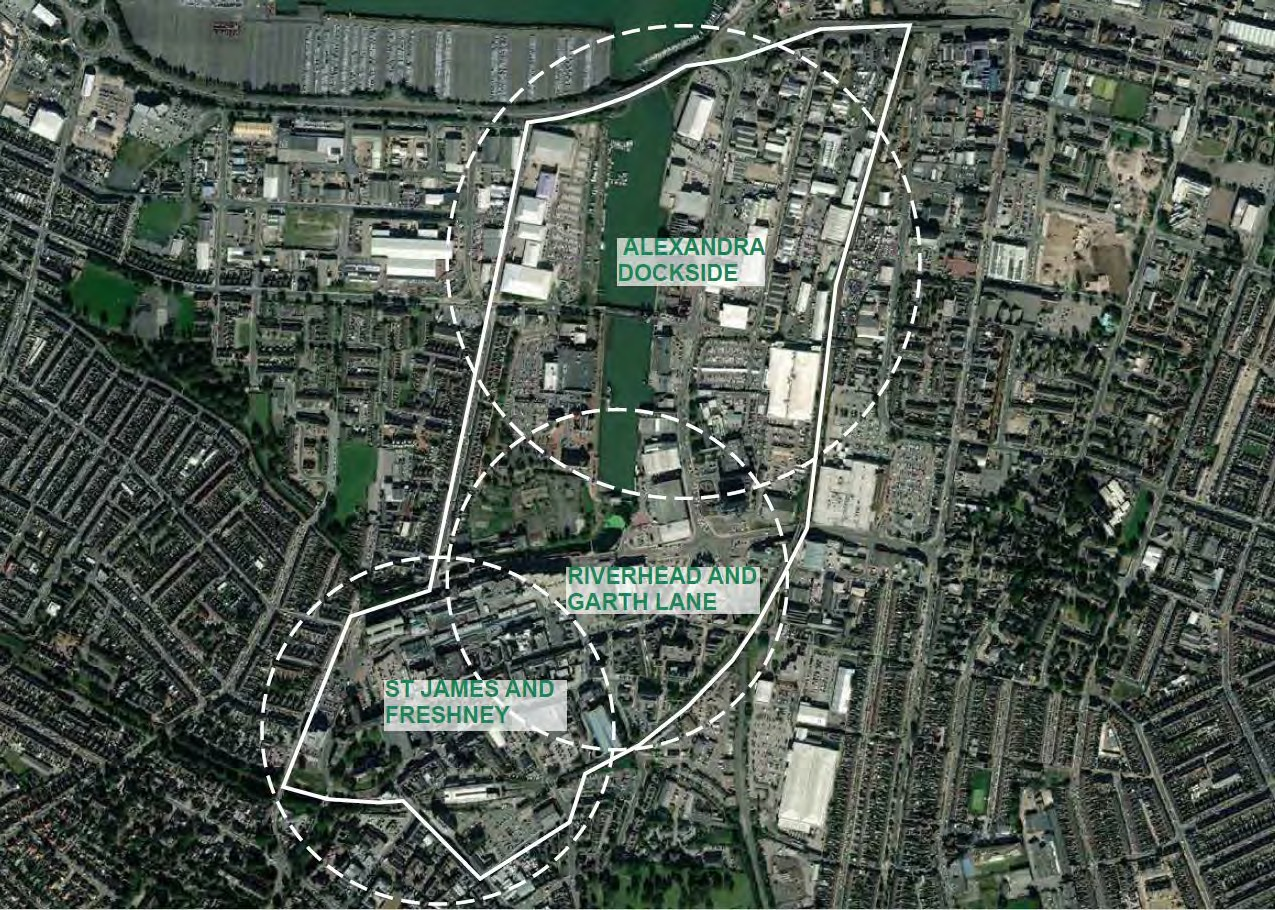 ALEXANDRA
DOCKSIDE
RIVERHEAD AND
GARTH LANE
ST JAMES AND
FRESHNEY